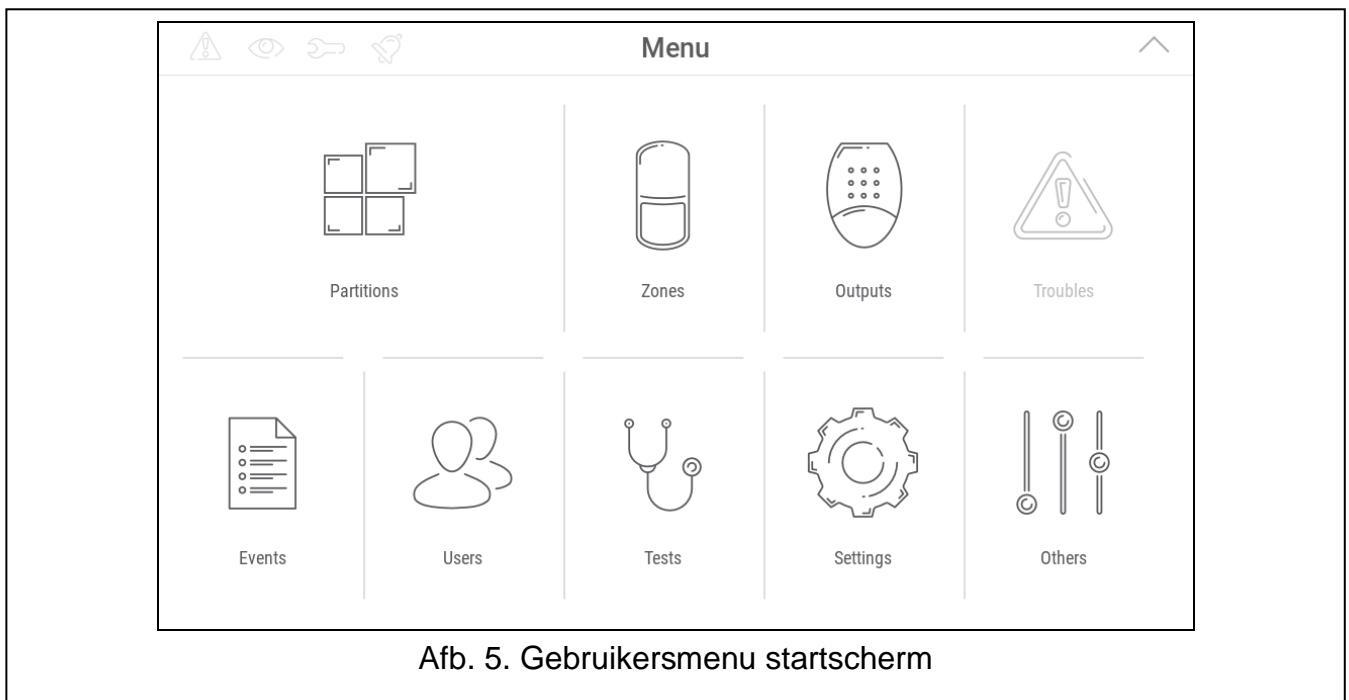 Menu
Partitions
Zones
Outputs
Troubles
Events
Users
Tests
Settings
Others
Afb. 5. Gebruikersmenu startscherm